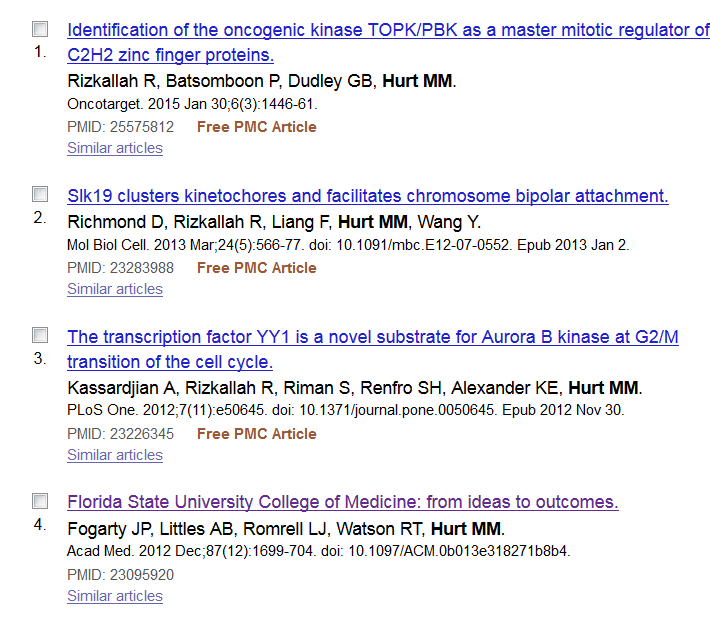 Identification of the oncogenic kinase TOPK/PBK as a master mitotic regulator of
1. C2H2 zinc finger proteins.
Rizkallah R, Batsomboon P, Dudley GB, Hurt MM.
Oncotarget. 2015 Jan 30;6(3):1446-61.
PMID: 25575812 Free PMC Article
Similar articles
Slk19 clusters kinetochores and facilitates chromosome bipolar attachment.
2. Richmond D, Rizkallah R, Liang F, Hurt MM, Wang Y.
Mol Biol Cell. 2013 Mar;24(5):566-77. doi: 10.1091/mbc.E12-07-0552. Epub 2013 Jan 2.
PMID: 23283988 Free PMC Article
Similar articles
The transcription factor YY1 is a novel substrate for Aurora B kinase at G2/M
3. transition of the cell cycle.
Kassardjian A, Rizkallah R, Riman S, Renfro SH, Alexander KE, Hurt MM.
PLoS One. 2012;7(11):e50645. doi: 10.1371/journal.pone.0050645. Epub 2012 Nov 30.
PMID: 23226345 Free PMC Article
Similar articles
Florida State University College of Medicine: from ideas to outcomes.
4. Fogarty JP, Littles AB, Romrell LJ, Watson RT, Hurt MM.
Acad Med. 2012 Dec;87(12):1699-704. doi: 10.1097/ACM.0b013e318271b8b4.
PMID: 23095920
Similar articles